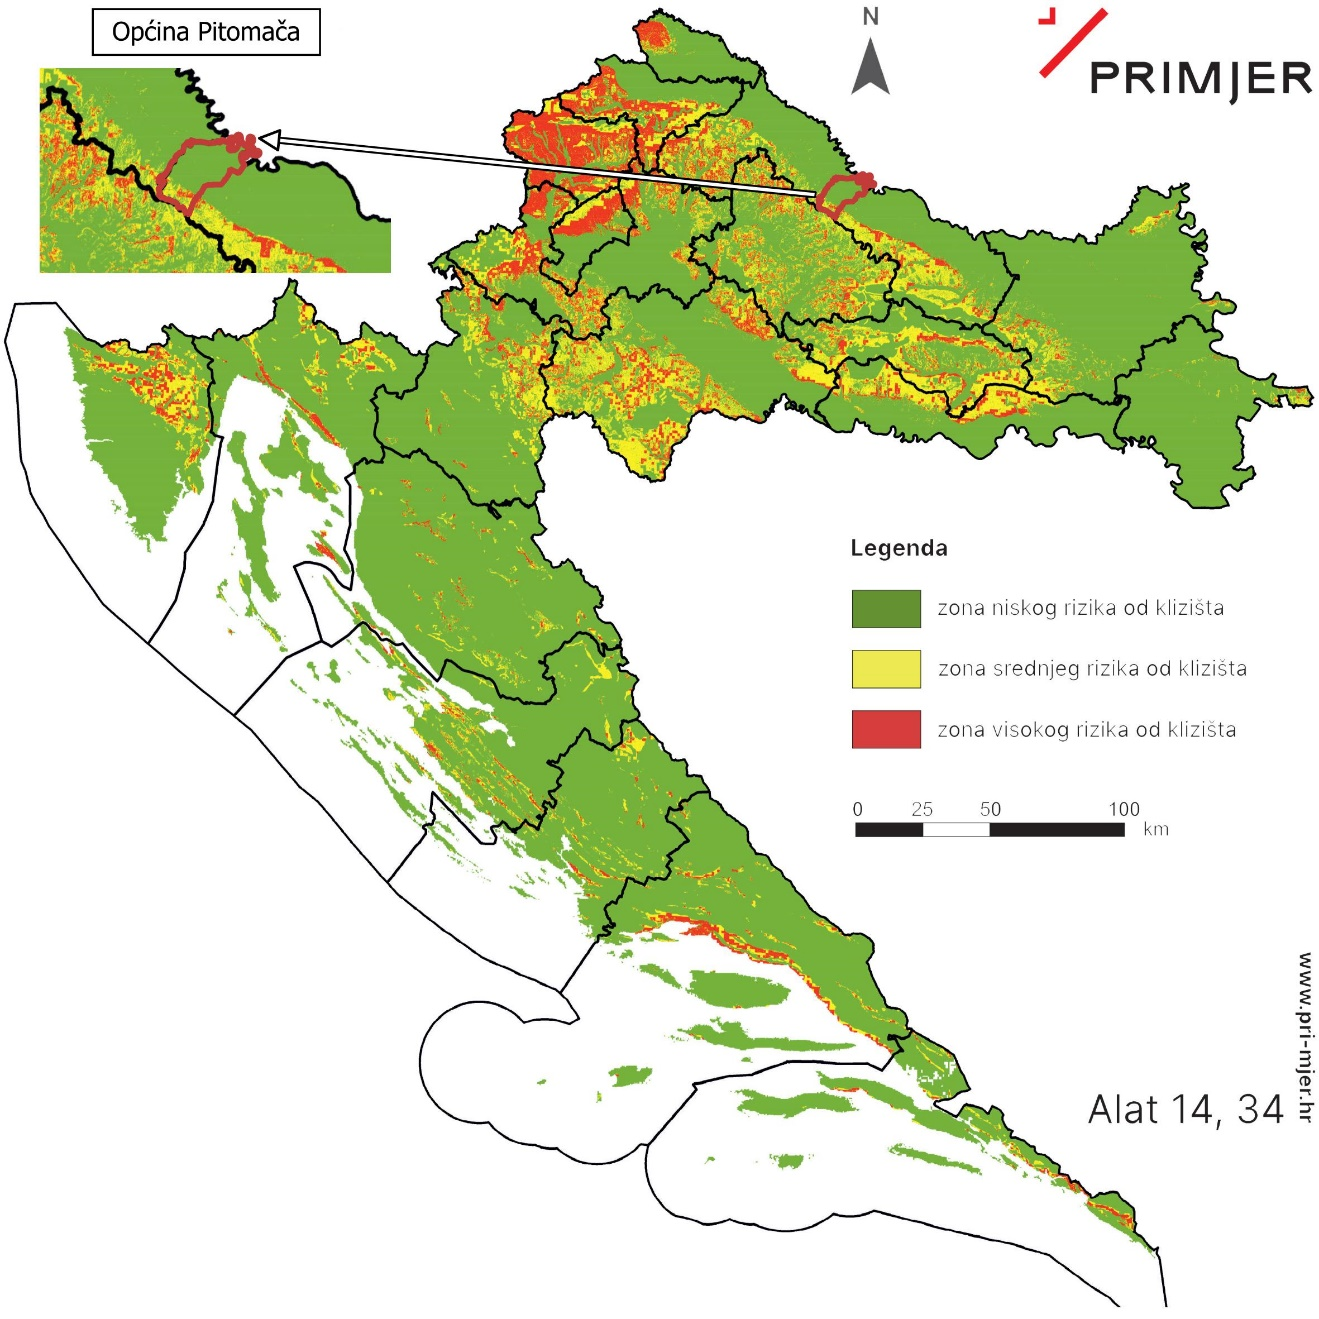 Općina Pitomača
N
PRIMJER
Legenda
zona niskog rizika od klizišta
zona srednjeg rizika od klizišta
zona visokog rizika od klizišta
0 25 50 100
km
www.pri-mjer.hr
Alat 14, 34